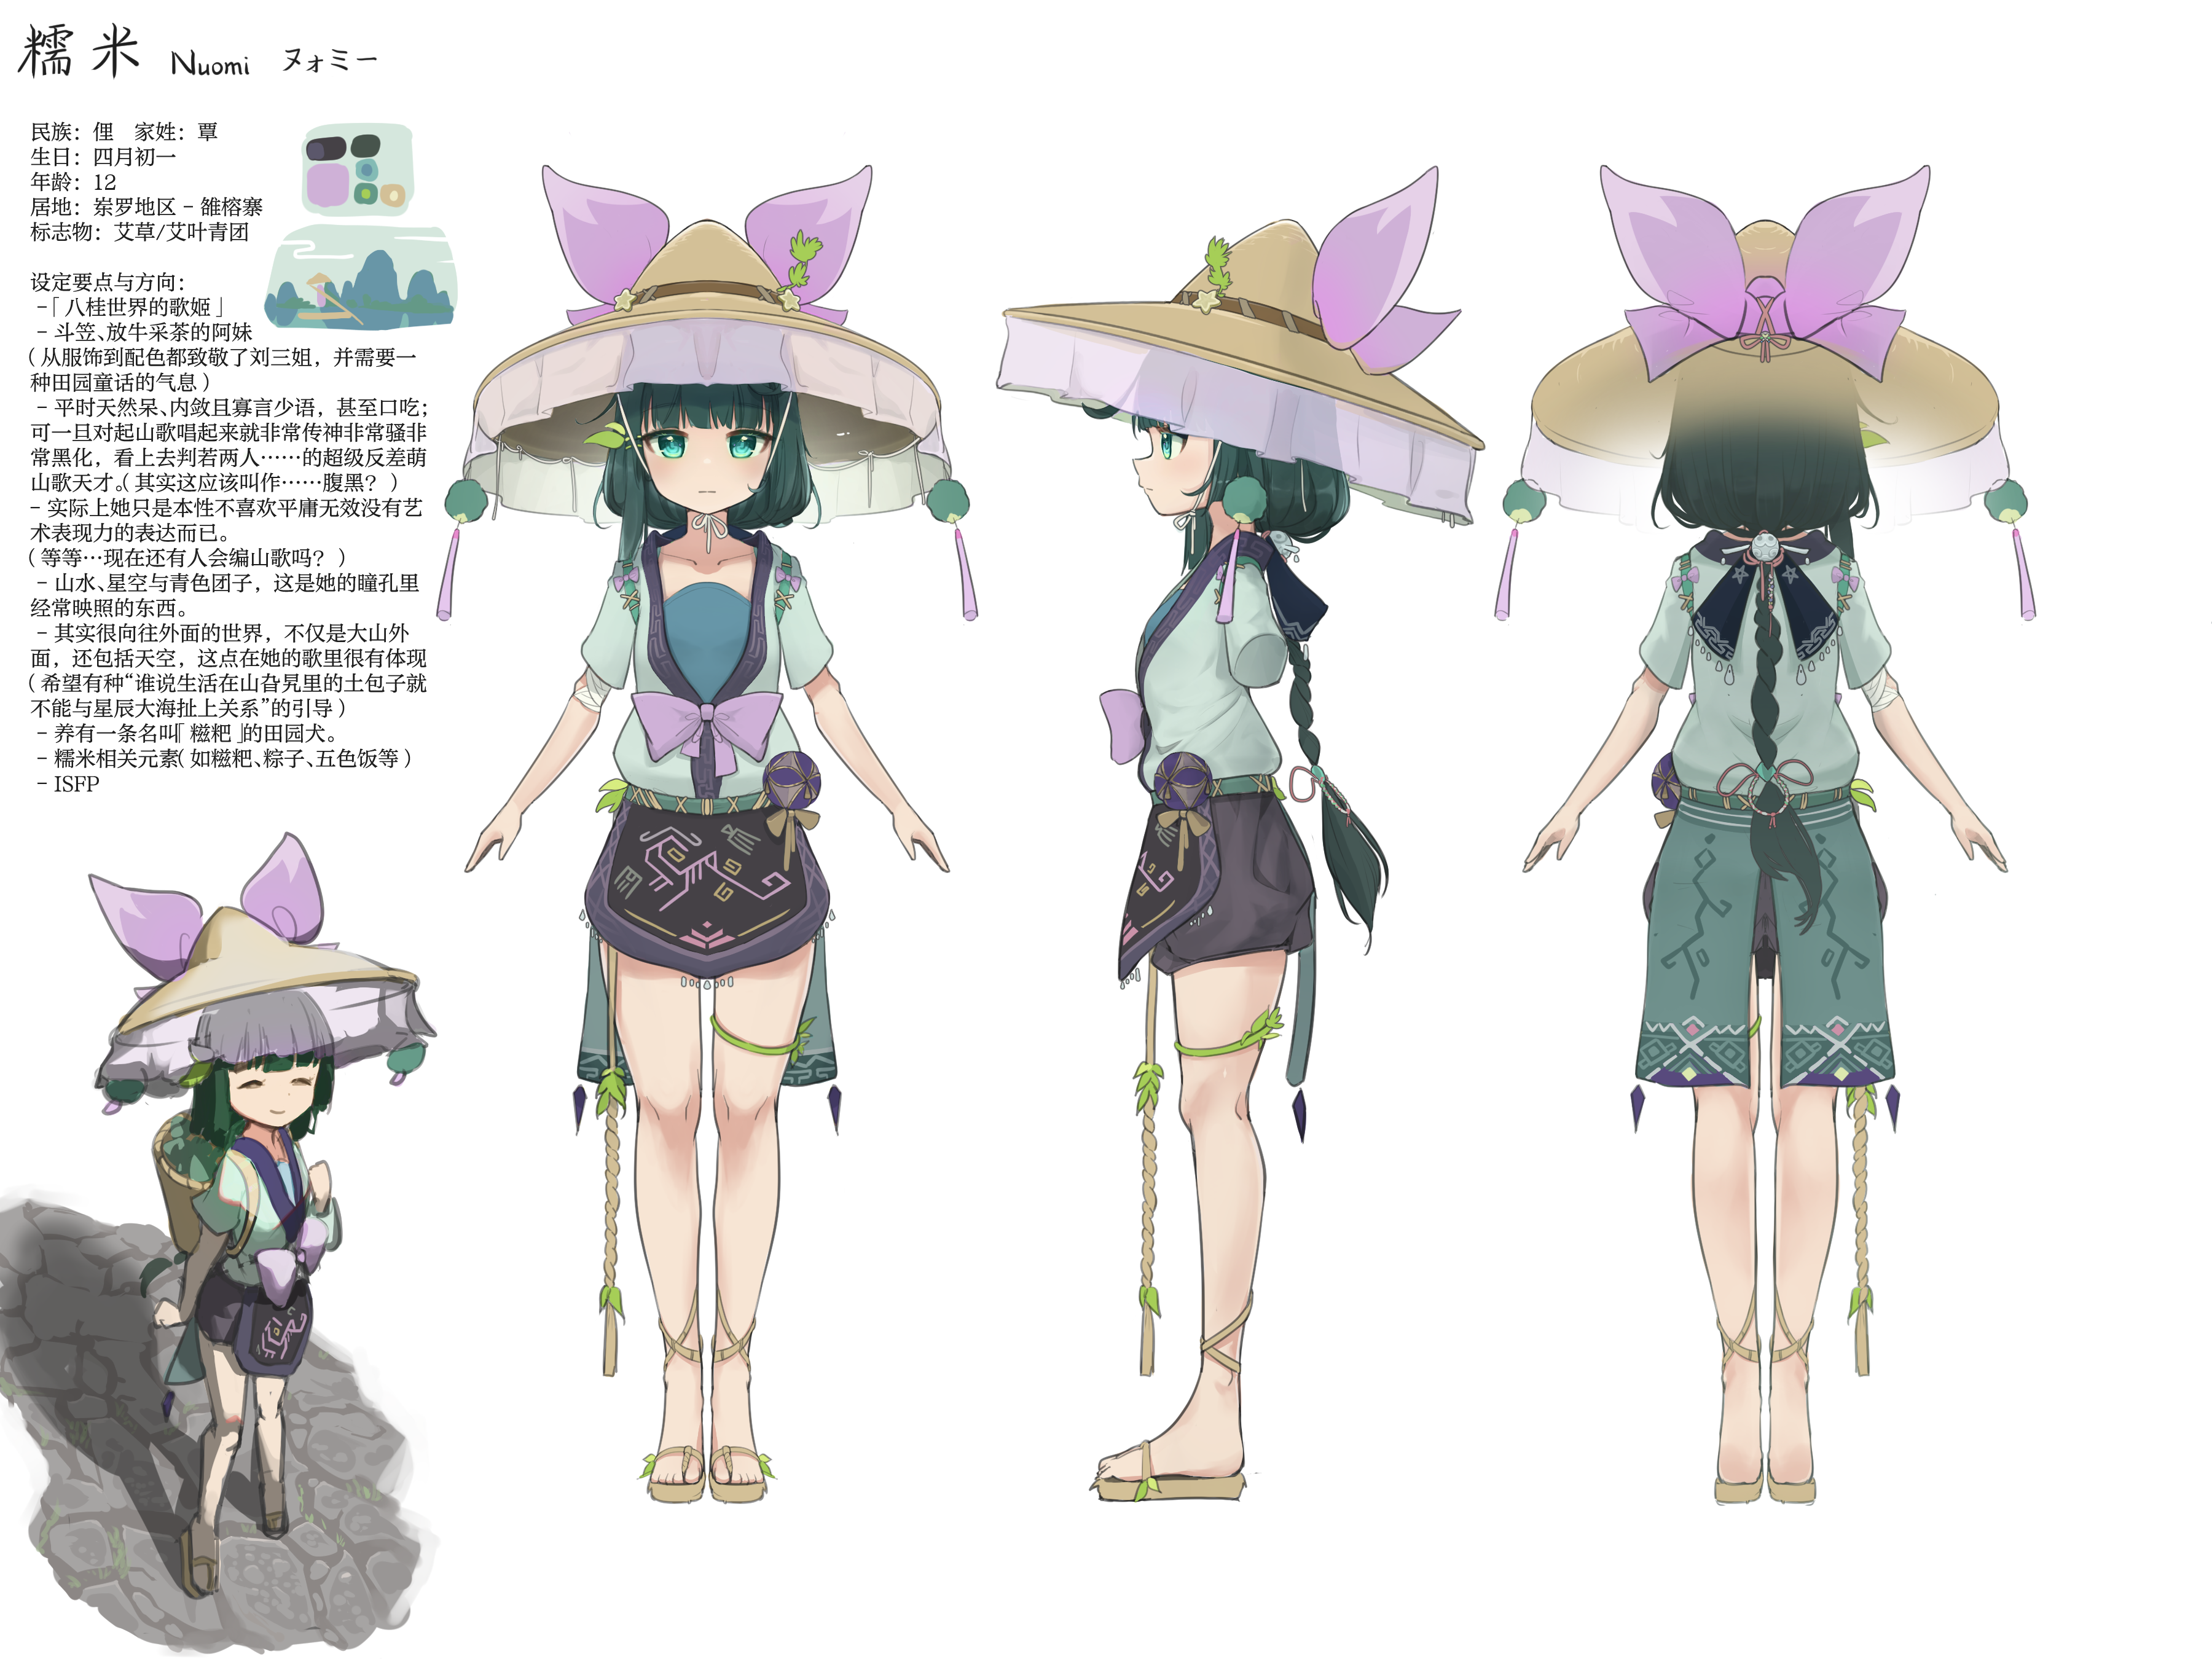 糯米 Nuomi ヌォミー
民族：俚　家姓：覃
生日：四月初一
年龄：12
居地：岽罗地区 – 雒榕寨
标志物：艾草/艾叶青团
设定要点与方向：
–「八桂世界的歌姬」
– 斗笠、放牛采茶的阿妹
（从服饰到配色都致敬了刘三姐，并需要一
种田园童话的气息）
– 平时天然呆、内敛且寡言少语，甚至口吃；
可一旦对起山歌唱起来就非常传神非常骚非
常黑化，看上去判若两人……的超级反差萌
山歌天才。（其实这应该叫作……腹黑？）
– 实际上她只是本性不喜欢平庸无效没有艺
术表现力的表达而已。
（等等…现在还有人会编山歌吗？）
– 山水、星空与青色团子，这是她的瞳孔里
经常映照的东西。
– 其实很向往外面的世界，不仅是大山外
面，还包括天空，这点在她的歌里很有体现
（希望有种“谁说生活在山旮旯里的土包子就
不能与星辰大海扯上关系”的引导）
– 养有一条名叫「糍粑」的田园犬。
– 糯米相关元素（如糍粑、粽子、五色饭等）
– ISFP